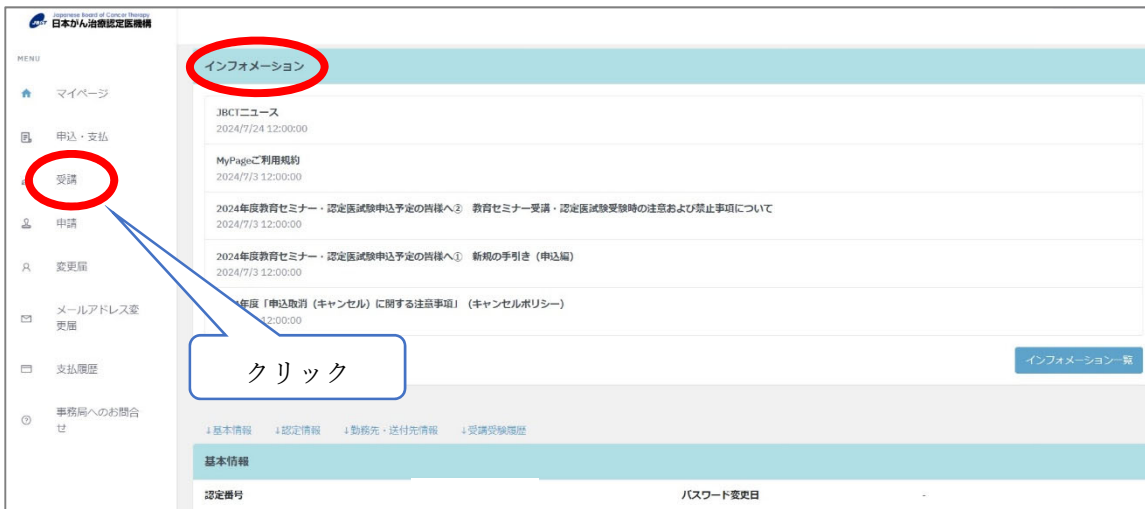 Japanese Board of Cancer Therapy
JBCT 日本がん治療認定医機構
MENU
マイページ
申込・支払
受講
申請
変更届
メールアドレス変
更届
支払履歴
事務局へのお問合
せ
インフォメーション
JBCTニュース
2024/7/24 12:00:00
MyPageご利用規約
2024/7/3 12:00:00
2024年度教育セミナー・認定医試験申込予定の皆様へ② 教育セミナー受講・認定医試験受験時の注意および禁止事項について
2024/7/3 12:00:00
2024年度教育セミナー・認定医試験申込予定の皆様へ① 新規の手引き（申込編）
2024/7/3 12:00:00
年度「申込取消（キャンセル）に関する注意事項」（キャンセルポリシー）
12:00:00
クリック
インフォメーション一覧
↓基本情報 ↓認定情報 ↓勤務先・送付先情報 ↓受講受験履歴
基本情報
認定番号 パスワード変更日 -